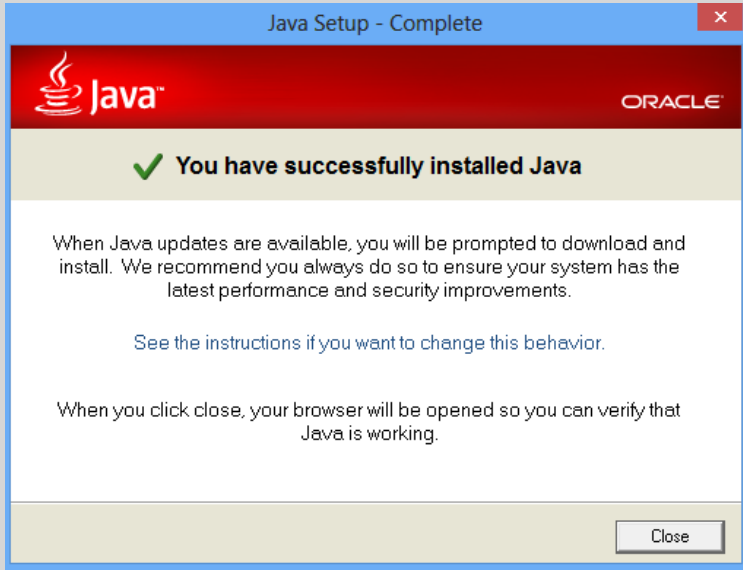 Java Setup - Complete
Java™
ORACLE®
You have successfully installed Java
When Java updates are available, you will be prompted to download and
install. We recommend you always do so to ensure your system has the
latest performance and security improvements.
See the instructions if you want to change this behavior.
When you click close, your browser will be opened so you can verify that
Java is working.
Close